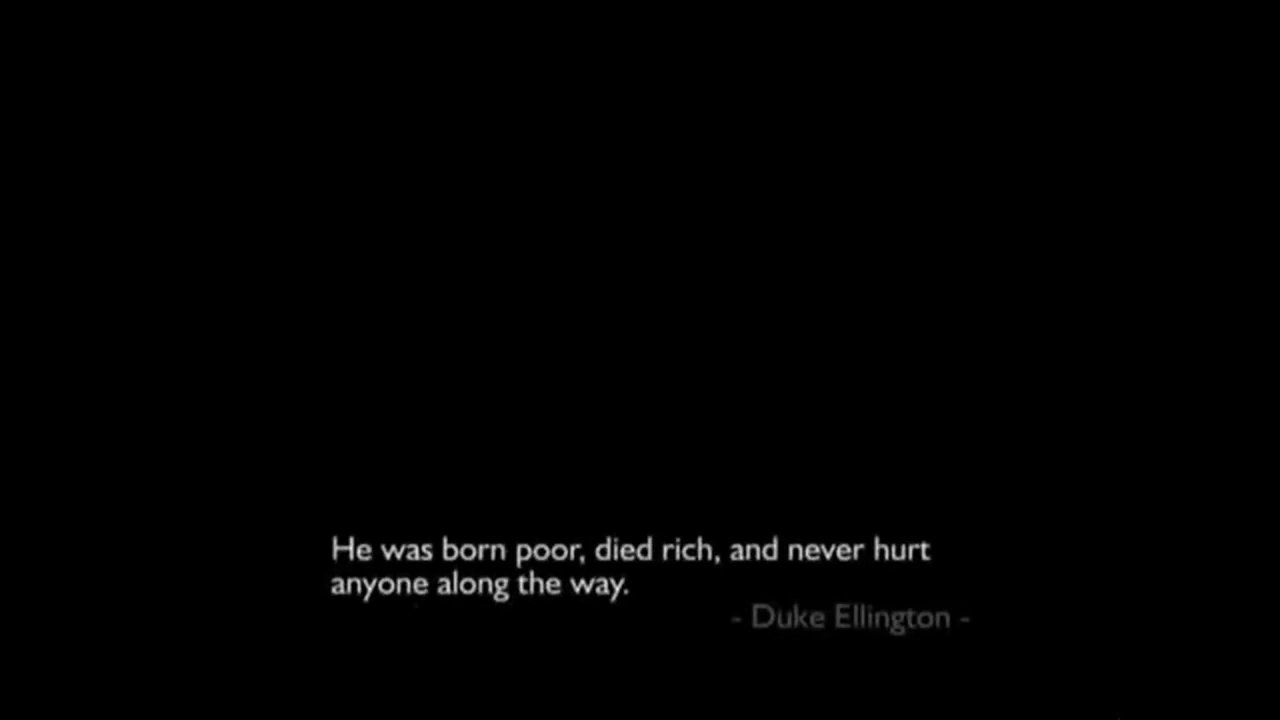 He was born poor, died rich, and never hurt
anyone along the way.
- Duke Ellington -